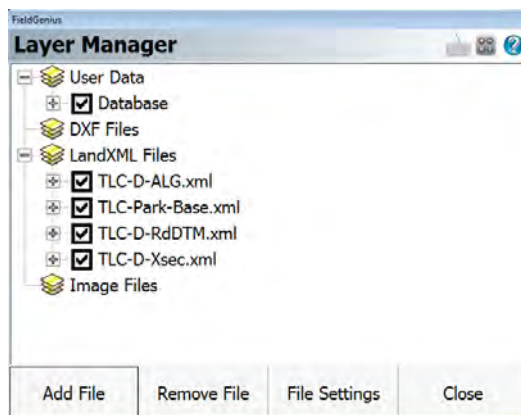 FieldGenius
Layer Manager
User Data
Database
DXF Files
LandXML Files
TLC-D-ALG.xml
TLC-Park-Base.xml
TLC-D-RdDTM.xml
TLC-D-Xsec.xml
Image Files
Add File Remove File File Settings Close